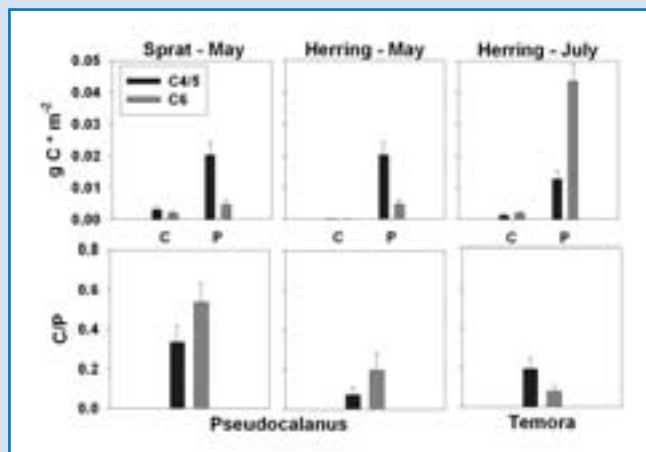 Sprat - May Herring - May Herring - July
0.05
0.04
0.03
0.02
0.01
0.00
g C * m-2
C4/5
C6
C P C P C P
0.8
0.6
0.4
0.2
0.0
C/P
Pseudocalanus Temora